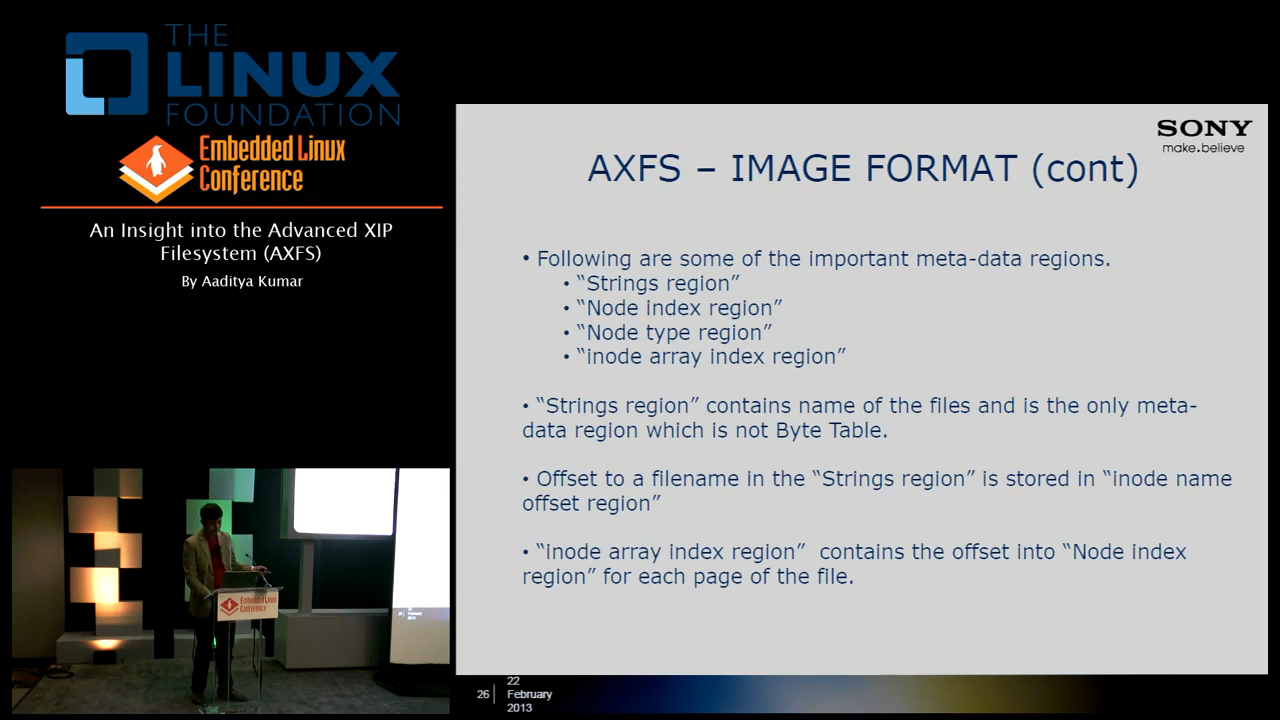 THE
LINUX
FOUNDATION
Embedded Linux
Conference
An Insight into the Advanced XIP
Filesystem (AXFS)
By Aaditya Kumar
SONY
make.believe
AXFS – IMAGE FORMAT (cont)
• Following are some of the important meta-data regions.
• “Strings region”
• “Node index region”
• “Node type region”
• “inode array index region”
• “Strings region” contains name of the files and is the only meta-
data region which is not Byte Table.
• Offset to a filename in the “Strings region” is stored in “inode name
offset region”
• “inode array index region”  contains the offset into “Node index
region” for each page of the file.
26
22
February
2013
Embedded Linux
Conference